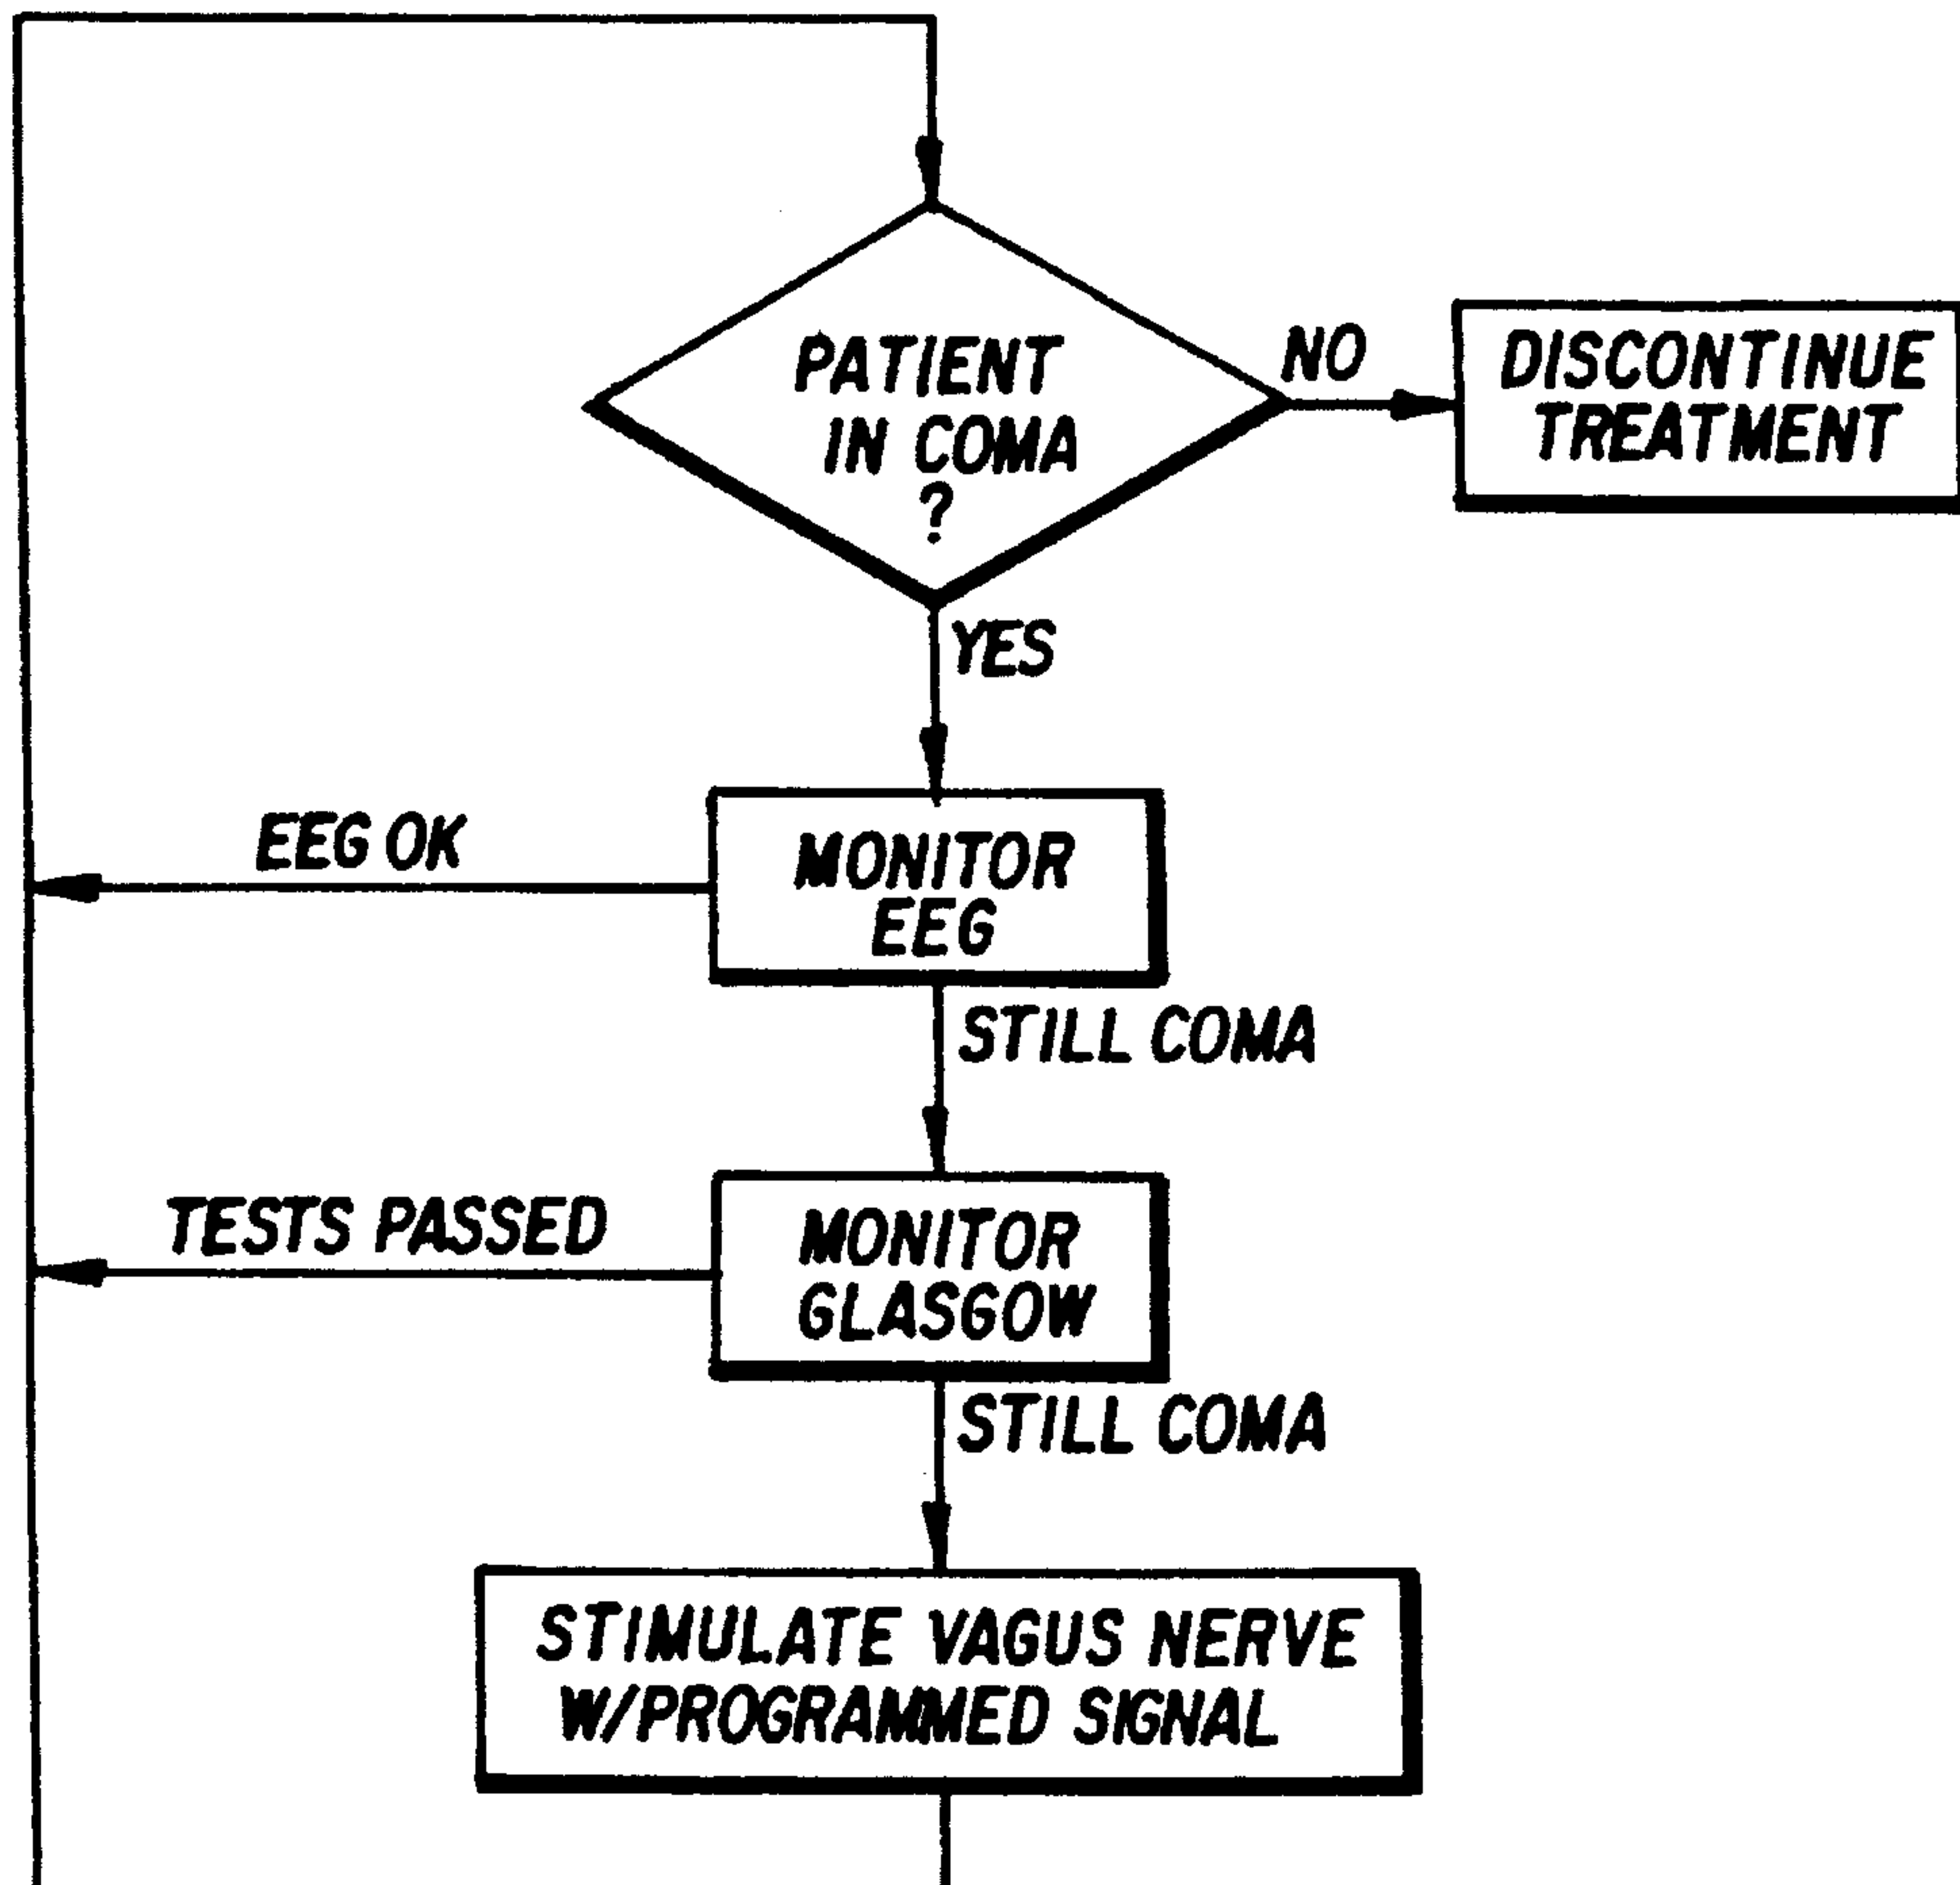 PATIENT
IN COMA
?
NO
DISCONTINUE
TREATMENT
YES
EEG OK
MONITOR
EEG
STILL COMA
TESTS PASSED
MONITOR
GLASGOW
STILL COMA
STIMULATE VAGUS NERVE
W/PROGRAMMED SIGNAL